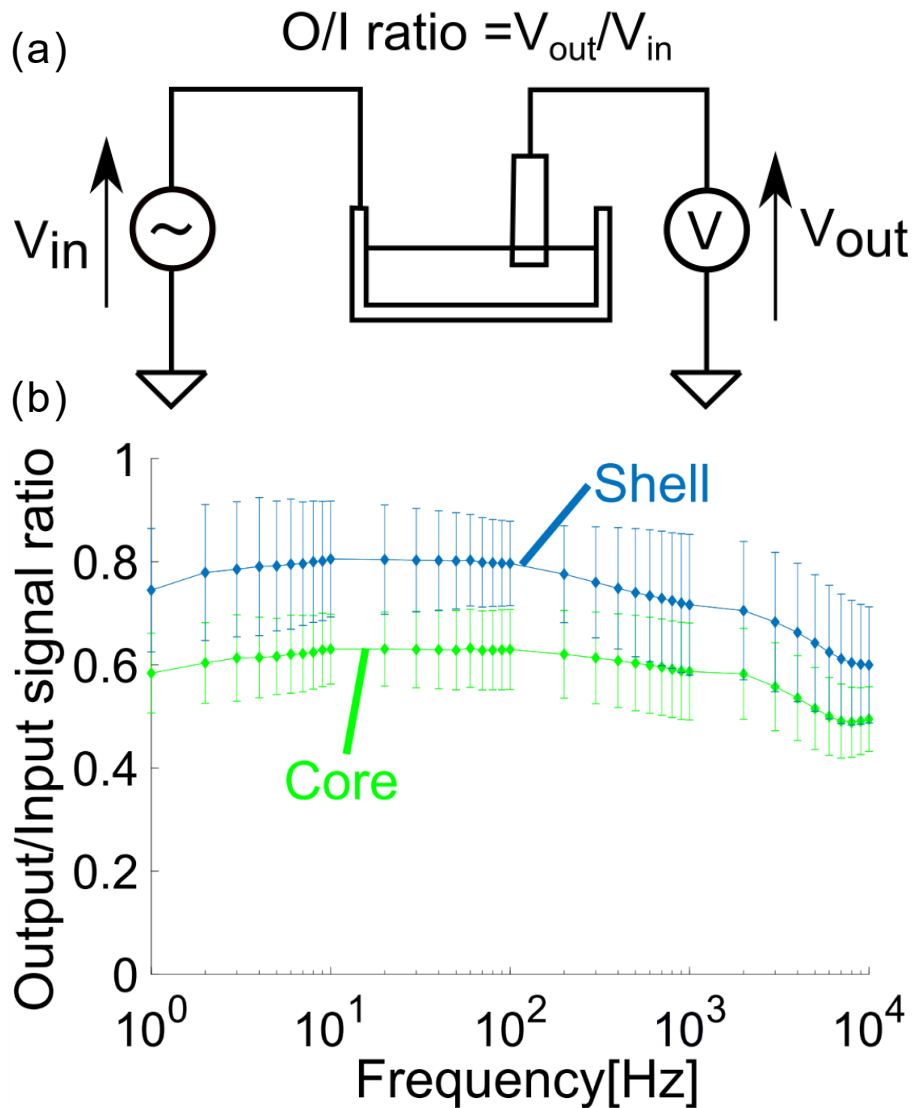 (a)
O/I ratio =Vout/Vin
Vin
~
V
Vout
(b)
Output/Input signal ratio
1
0.8
0.6
0.4
0.2
0
Shell
Core
10^0 10^1 10^2 10^3 10^4
Frequency[Hz]